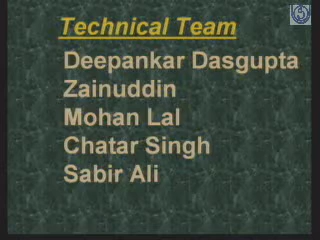 Technical Team
Deepankar Dasgupta
Zainuddin
Mohan Lal
Chatar Singh
Sabir Ali